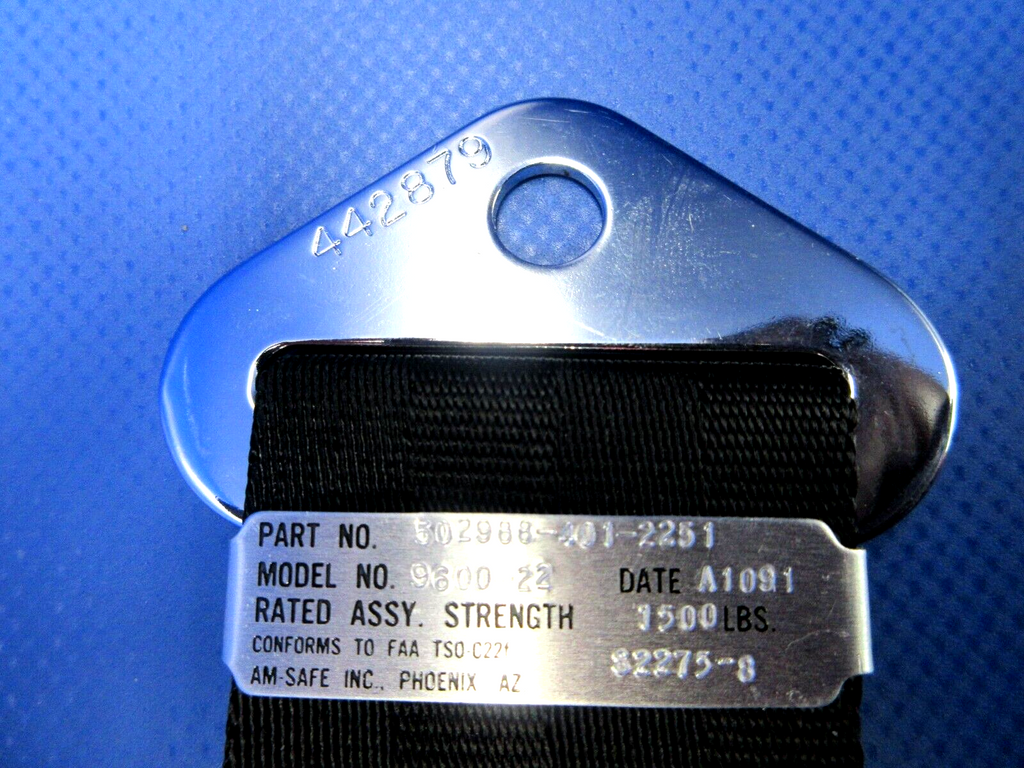 442879
PART NO. 502988-401-2251
MODEL NO. 9600 22 DATE A1091
RATED ASSY. STRENGTH 1500 LBS.
CONFORMS TO FAA TSO-C22f
S2275-8
AM-SAFE INC., PHOENIX AZ